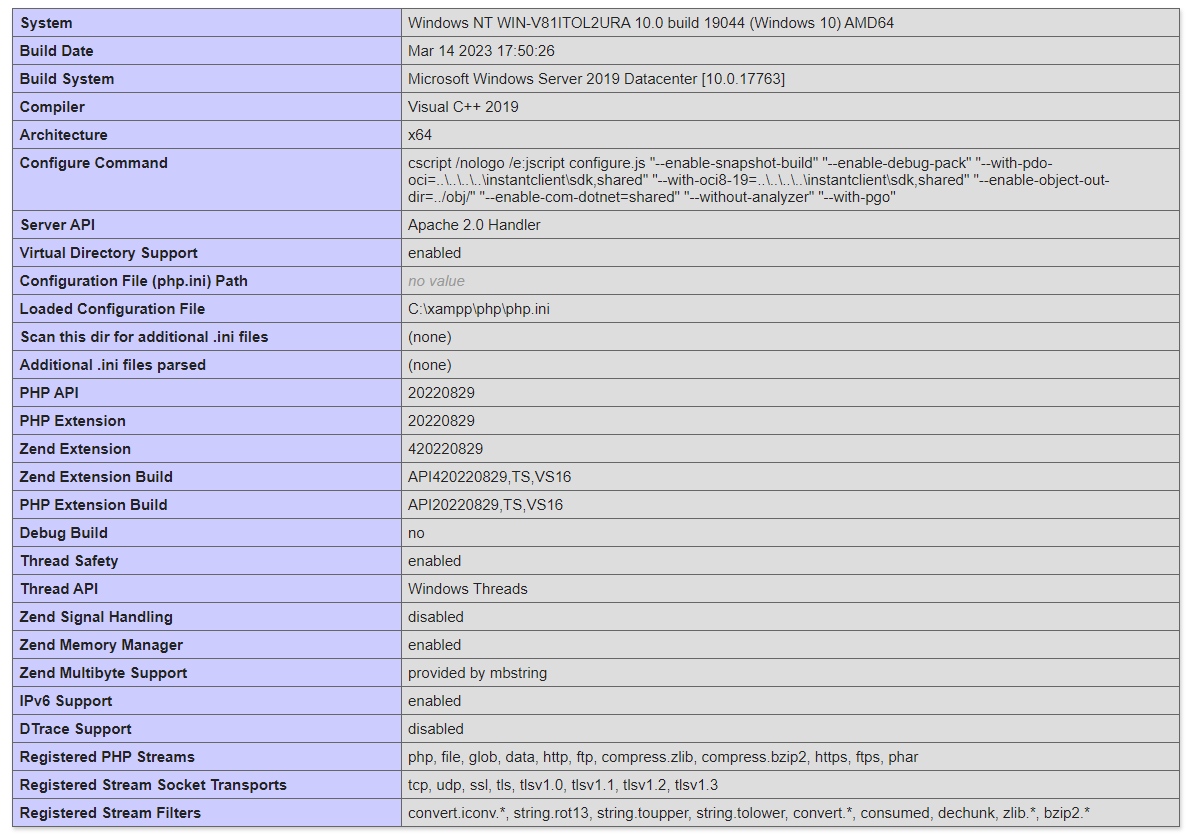 System Windows NT WIN-V81ITOL2URA 10.0 build 19044 (Windows 10) AMD64
Build Date Mar 14 2023 17:50:26
Build System Microsoft Windows Server 2019 Datacenter [10.0.17763]
Compiler Visual C++ 2019
Architecture x64
Configure Command cscript /nologo /e:jscript configure.js "--enable-snapshot-build" "--enable-debug-pack" "--with-pdo-
oci=..\..\..\..\instantclient\sdk,shared" "--with-oci8-19=..\..\..\..\instantclient\sdk,shared" "--enable-object-out-
dir=../obj/" "--enable-com-dotnet=shared" "--without-analyzer" "--with-pgo"
Server API Apache 2.0 Handler
Virtual Directory Support enabled
Configuration File (php.ini) Path no value
Loaded Configuration File C:\xampp\php\php.ini
Scan this dir for additional .ini files (none)
Additional .ini files parsed (none)
PHP API 20220829
PHP Extension 20220829
Zend Extension 420220829
Zend Extension Build API420220829,TS,VS16
PHP Extension Build API20220829,TS,VS16
Debug Build no
Thread Safety enabled
Thread API Windows Threads
Zend Signal Handling disabled
Zend Memory Manager enabled
Zend Multibyte Support provided by mbstring
IPv6 Support enabled
DTrace Support disabled
Registered PHP Streams php, file, glob, data, http, ftp, compress.zlib, compress.bzip2, https, ftps, phar
Registered Stream Socket Transports tcp, udp, ssl, tls, tlsv1.0, tlsv1.1, tlsv1.2, tlsv1.3
Registered Stream Filters convert.iconv.*, string.rot13, string.toupper, string.tolower, convert.*, consumed, dechunk, zlib.*, bzip2.*